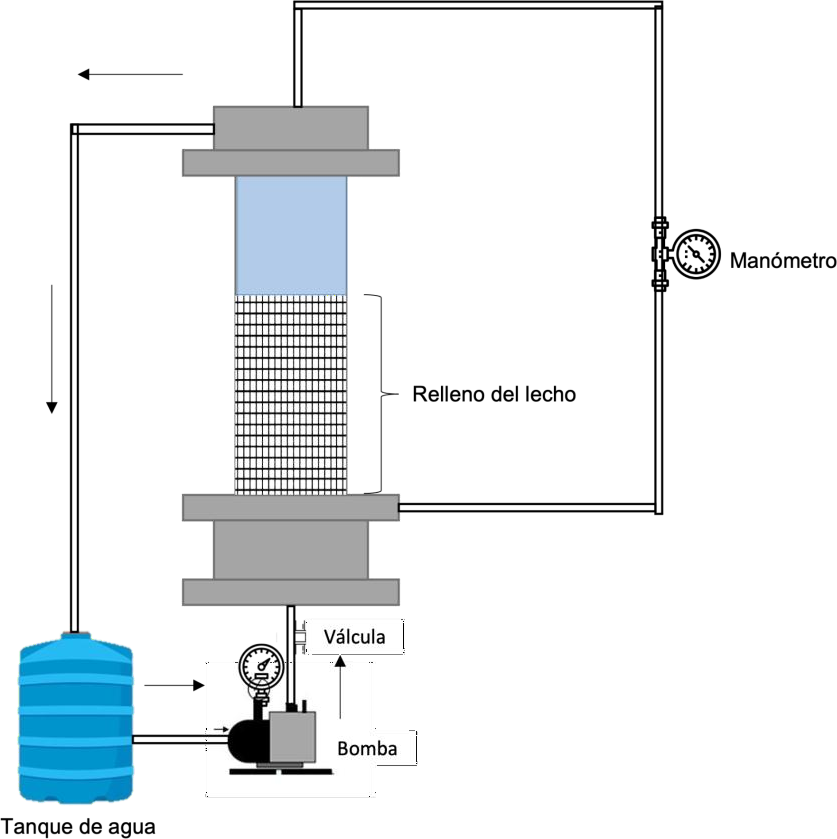 Manómetro
Relleno del lecho
Válcula
Bomba
Tanque de agua